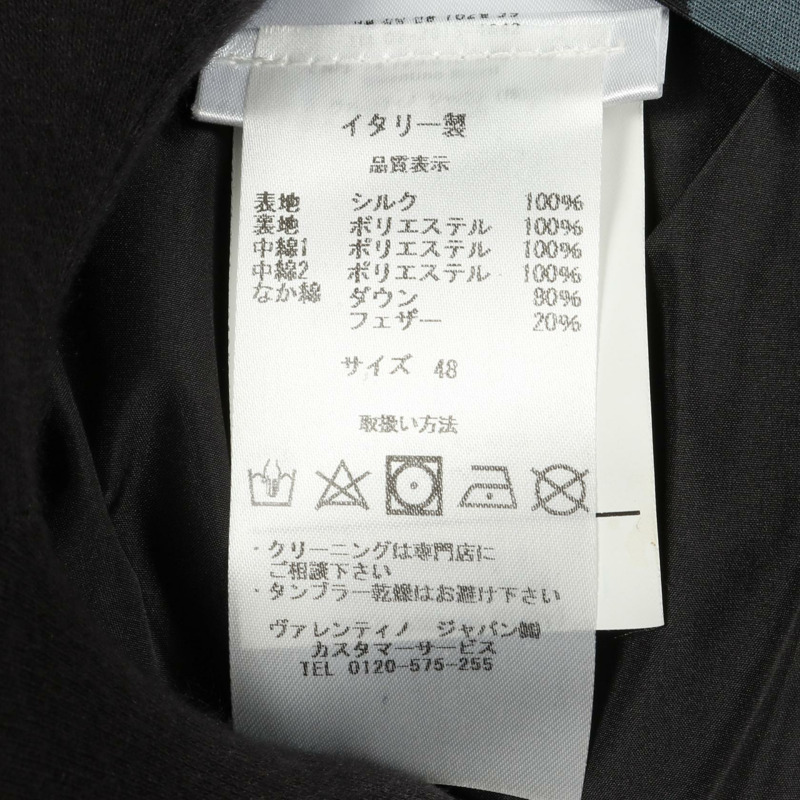 イタリー製
品質表示
表地 シルク 100%
裏地 ポリエステル 100%
中綿1 ポリエステル 100%
中綿2 ポリエステル 100%
なか綿 ダウン 80%
フェザー 20%
サイズ 48
取扱い方法
・クリーニングは専門店に
ご相談下さい
・タンブラー乾燥はお避け下さい
ヴァレンティノ ジャパン㈱
カスタマーサービス
TEL 0120-575-255